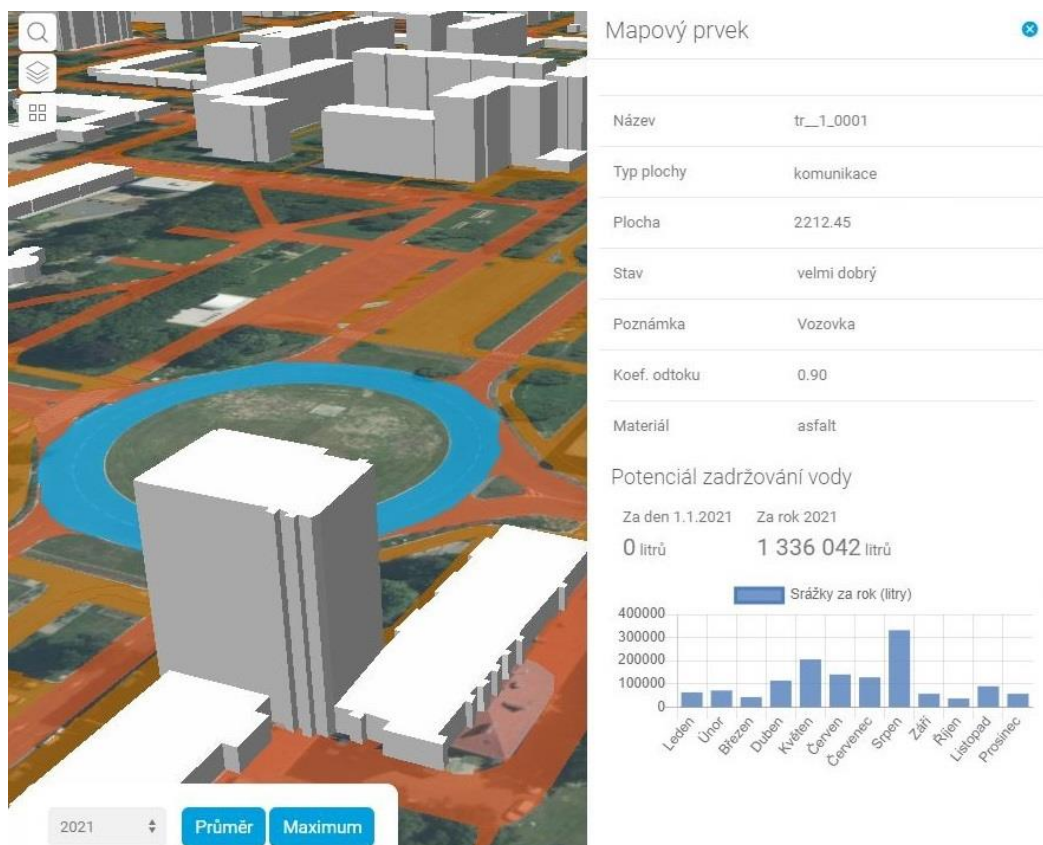 Mapový prvek
Název tr__1_0001
Typ plochy komunikace
Plocha 2212.45
Stav velmi dobrý
Poznámka Vozovka
Koef. odtoku 0.90
Materiál asfalt
Potenciál zadržování vody
Za den 1.1.2021 Za rok 2021
0 litrů 1 336 042 litrů
Srážky za rok (litry)
400000
300000
200000
100000
0
Leden Únor Březen Duben Květen Červen Červenec Srpen Září Říjen Listopad Prosinec
2021 Průměr Maximum